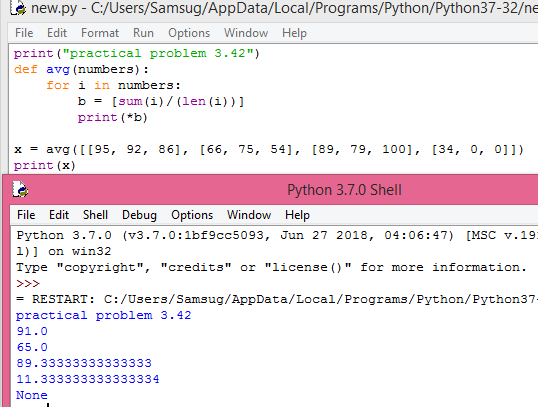 new.py - C:/Users/Samsug/AppData/Local/Programs/Python/Python37-32/ne
File Edit Format Run Options Window Help
print("practical problem 3.42")
def avg(numbers):
    for i in numbers:
        b = [sum(i)/(len(i))]
        print(*b)
x = avg([[95, 92, 86], [66, 75, 54], [89, 79, 100], [34, 0, 0]])
print(x)
Python 3.7.0 Shell
File Edit Shell Debug Options Window Help
Python 3.7.0 (v3.7.0:1bf9cc5093, Jun 27 2018, 04:06:47) [MSC v.19
l)] on win32
Type "copyright", "credits" or "license()" for more information.
>>>
= RESTART: C:/Users/Samsug/AppData/Local/Programs/Python/Python37-
practical problem 3.42
91.0
65.0
89.33333333333333
11.333333333333334
None